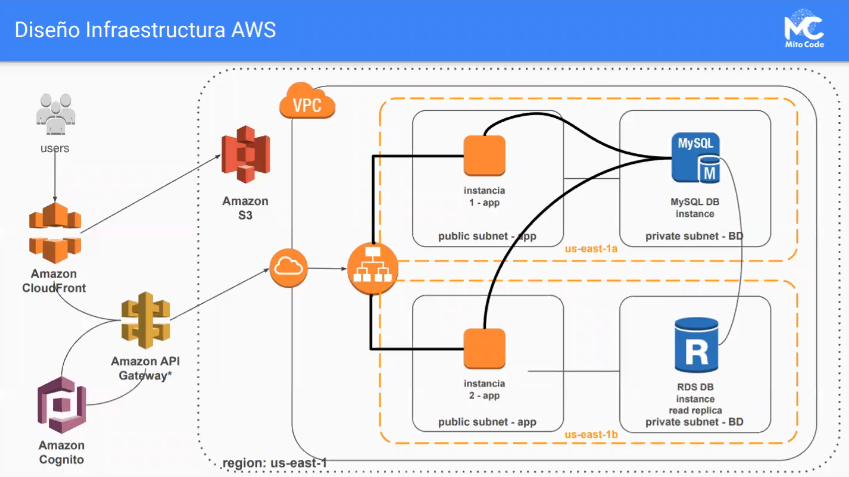 Diseño Infraestructura AWS
MC
Mito Code
users
Amazon
CloudFront
Amazon API
Gateway*
Amazon
Cognito
Amazon
S3
VPC
instancia
1 - app
public subnet - app
us-east-1a
MySQL
M
MySQL DB
instance
private subnet - BD
instancia
2 - app
public subnet - app
us-east-1b
R
RDS DB
instance
read replica
private subnet - BD
region: us-east-1